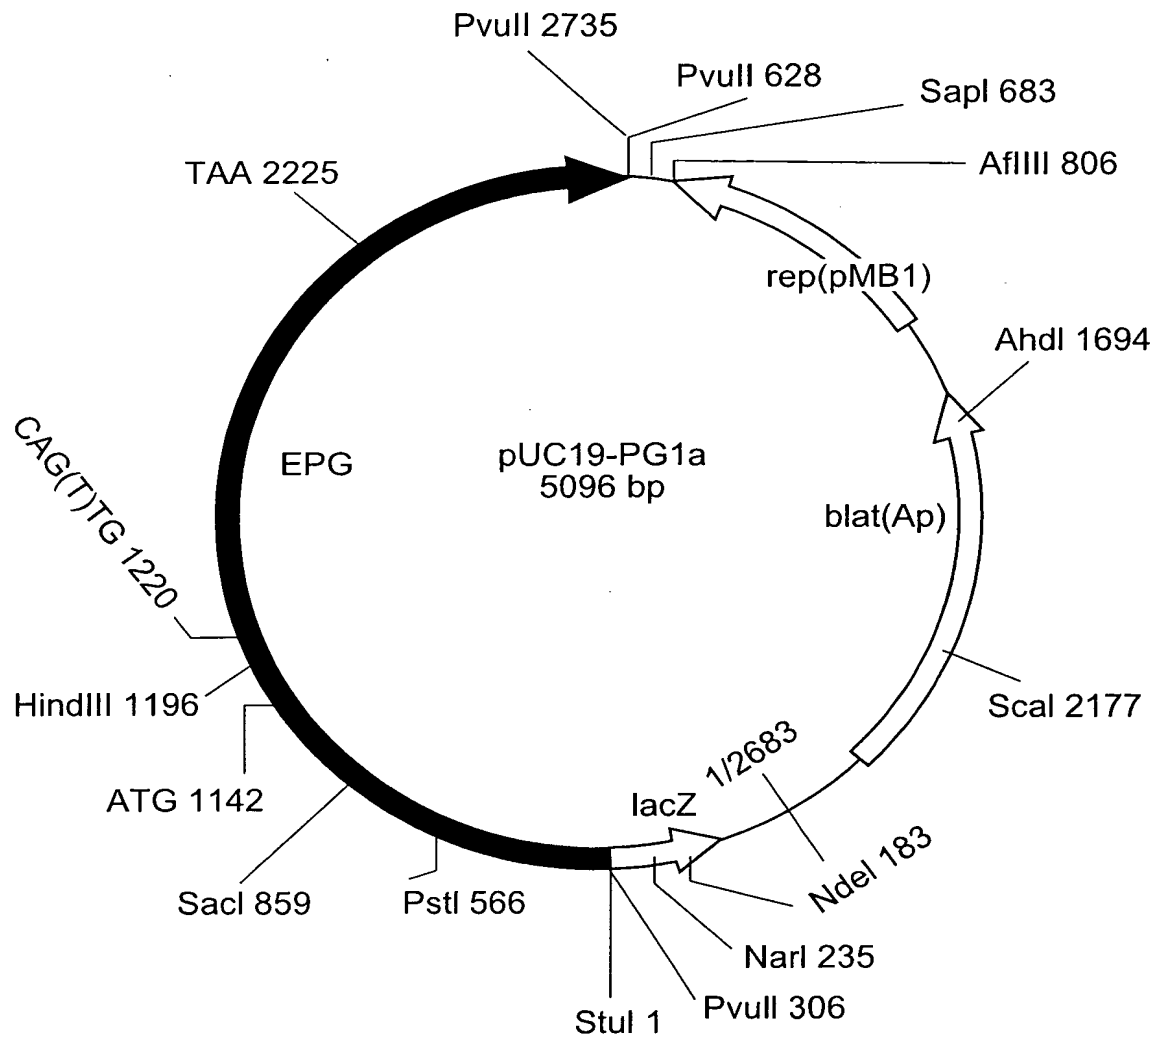 PvuII 2735
PvuII 628
SapI 683
AflIII 806
TAA 2225
rep(pMB1)
AhdI 1694
CAG(T)TG 1220
EPG
pUC19-PG1a
5096 bp
blat(Ap)
HindIII 1196
ScaI 2177
ATG 1142
1/2683
lacZ
NdeI 183
SacI 859
PstI 566
NarI 235
PvuII 306
StuI 1